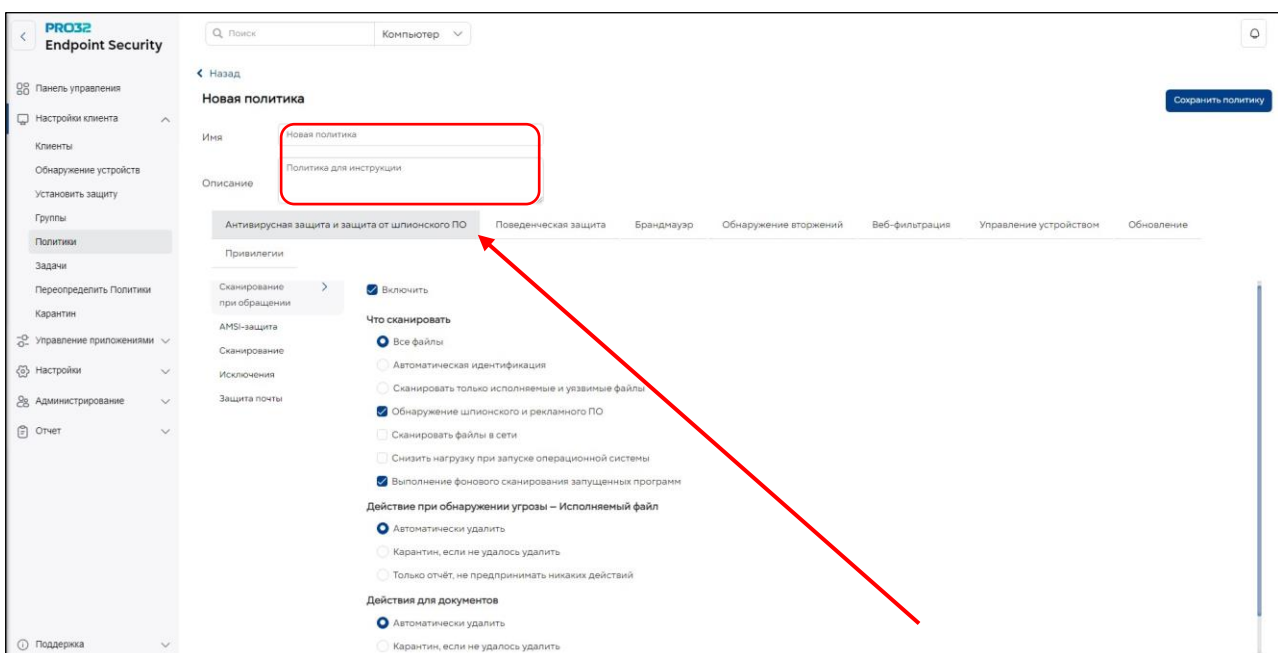 PRO32
Endpoint Security
Панель управления
Настройки клиента
Клиенты
Обнаружение устройств
Установить защиту
Группы
Политики
Задачи
Переопределить Политики
Карантин
Управление приложениями
Настройки
Администрирование
Отчет
Поддержка
Поиск
Компьютер
Назад
Новая политика
Сохранить политику
Имя
Новая политика
Описание
Политика для инструкции
Антивирусная защита и защита от шпионского ПО
Поведенческая защита
Брандмауэр
Обнаружение вторжений
Веб-фильтрация
Управление устройством
Обновление
Привилегии
Сканирование
при обращении
AMSI-защита
Сканирование
Исключения
Защита почты
Включить
Что сканировать
Все файлы
Автоматическая идентификация
Сканировать только исполняемые и уязвимые файлы
Обнаружение шпионского и рекламного ПО
Сканировать файлы в сети
Снизить нагрузку при запуске операционной системы
Выполнение фонового сканирования запущенных программ
Действие при обнаружении угрозы — Исполняемый файл
Автоматически удалить
Карантин, если не удалось удалить
Только отчёт, не предпринимать никаких действий
Действия для документов
Автоматически удалить
Карантин, если не удалось удалить